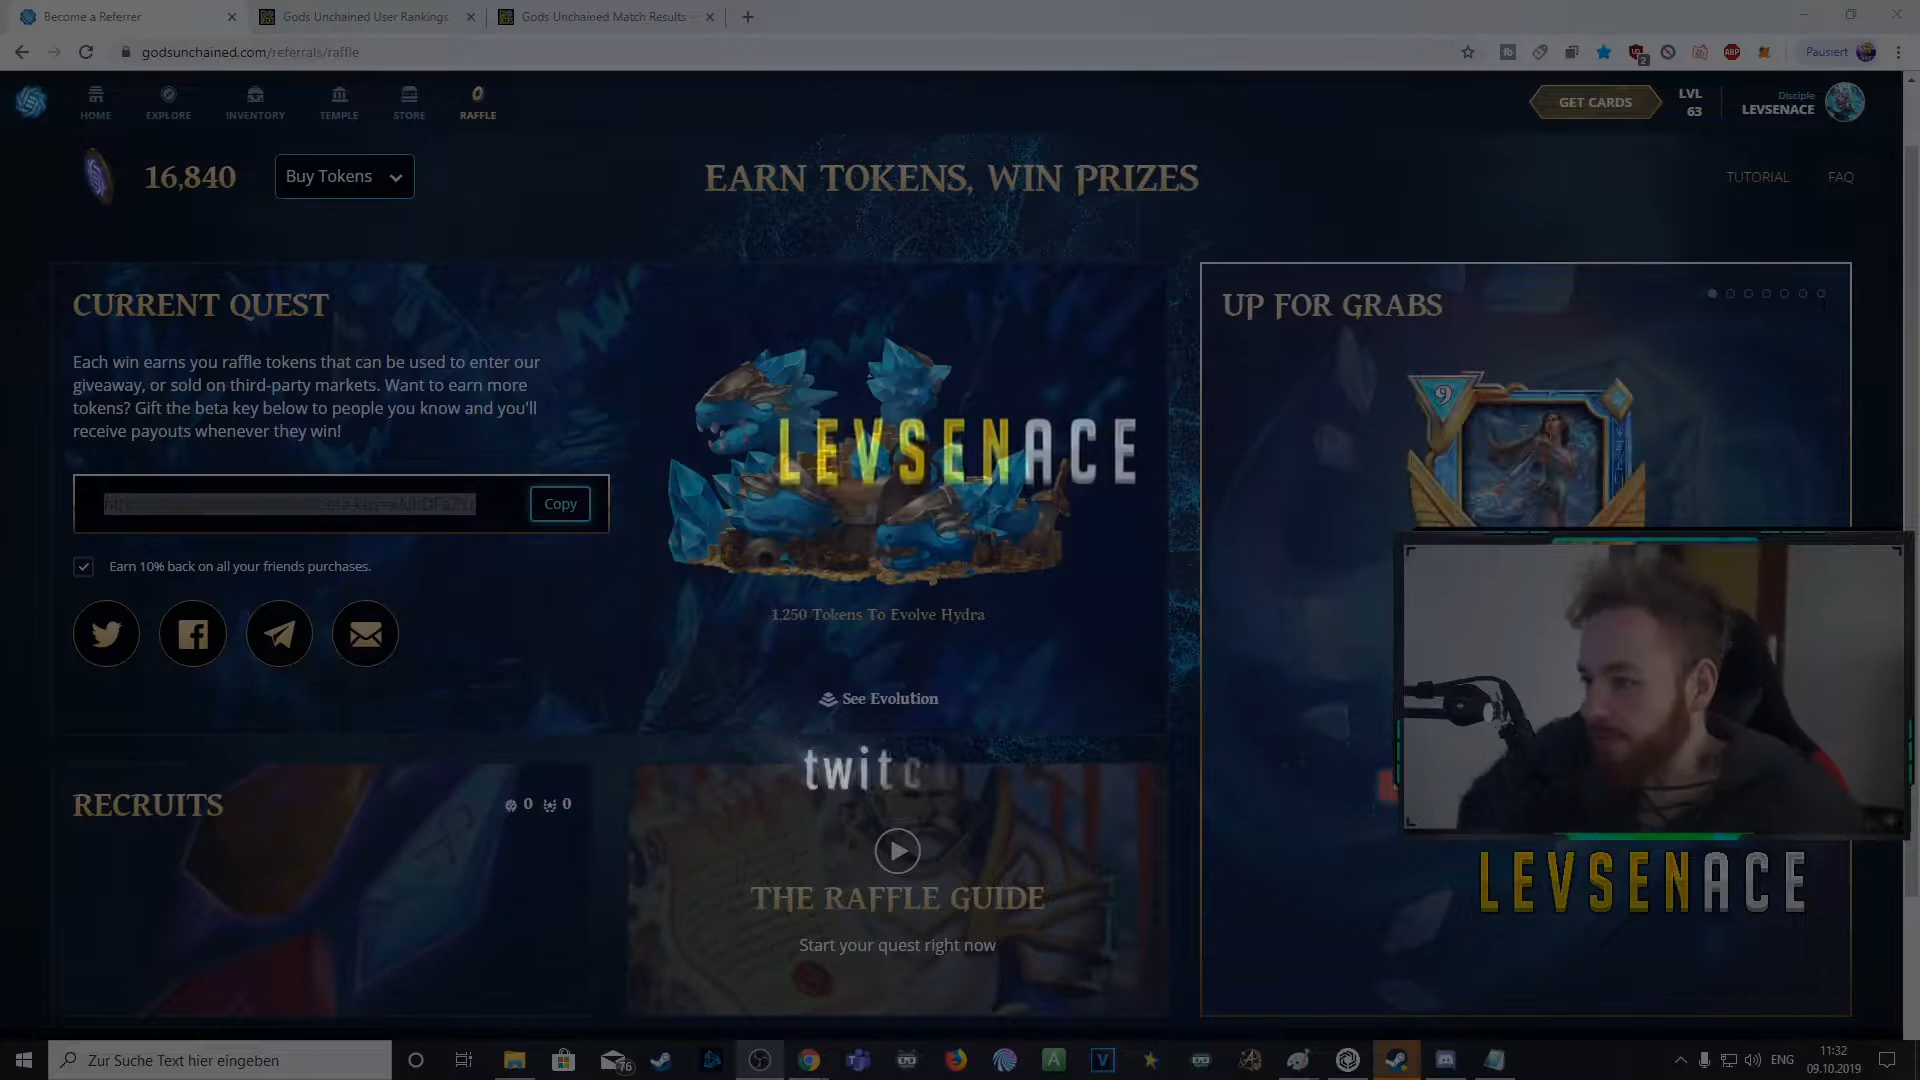 Become a Referrer
Gods Unchained User Rankings
Gods Unchained Match Results
godsunchained.com/referrals/raffle
2
ABP
Pausiert
HOME
EXPLORE
INVENTORY
TEMPLE
STORE
RAFFLE
GET CARDS
LVL
63
Disciple
LEVSENACE
16,840
Buy Tokens
EARN TOKENS, WIN PRIZES
TUTORIAL
FAQ
CURRENT QUEST
Each win earns you raffle tokens that can be used to enter our
giveaway, or sold on third-party markets. Want to earn more
tokens? Gift the beta key below to people you know and you'll
receive payouts whenever they win!
Copy
Earn 10% back on all your friends purchases.
LEVSENACE
1,250 Tokens To Evolve Hydra
See Evolution
twitc
UP FOR GRABS
9
LEVSENACE
RECRUITS
0
0
THE RAFFLE GUIDE
Start your quest right now
Zur Suche Text hier eingeben
76
ENG
11:32
09.10.2019